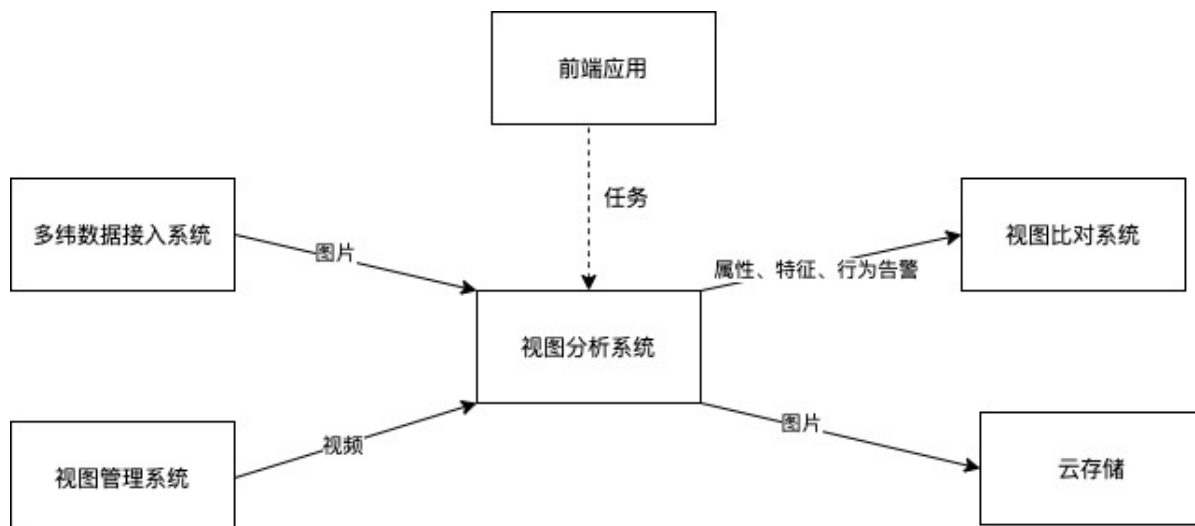 前端应用
任务
多纬数据接入系统
图片
视图比对系统
属性、特征、行为告警
视图分析系统
视频
图片
视图管理系统
云存储